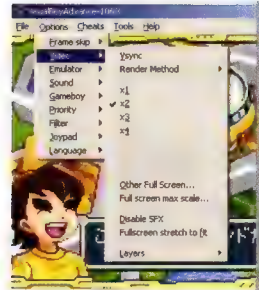 VisualBoyAdvance-
File Options Cheats Tools Help
Frame skip
Video
Emulator
Sound
Gameboy
Priority
Filter
Joypad
Language
Vsync
Render Method
x1
x2
x3
x4
Other Full Screen...
Full screen max scale...
Disable SFX
Fullscreen stretch to fit
Layers